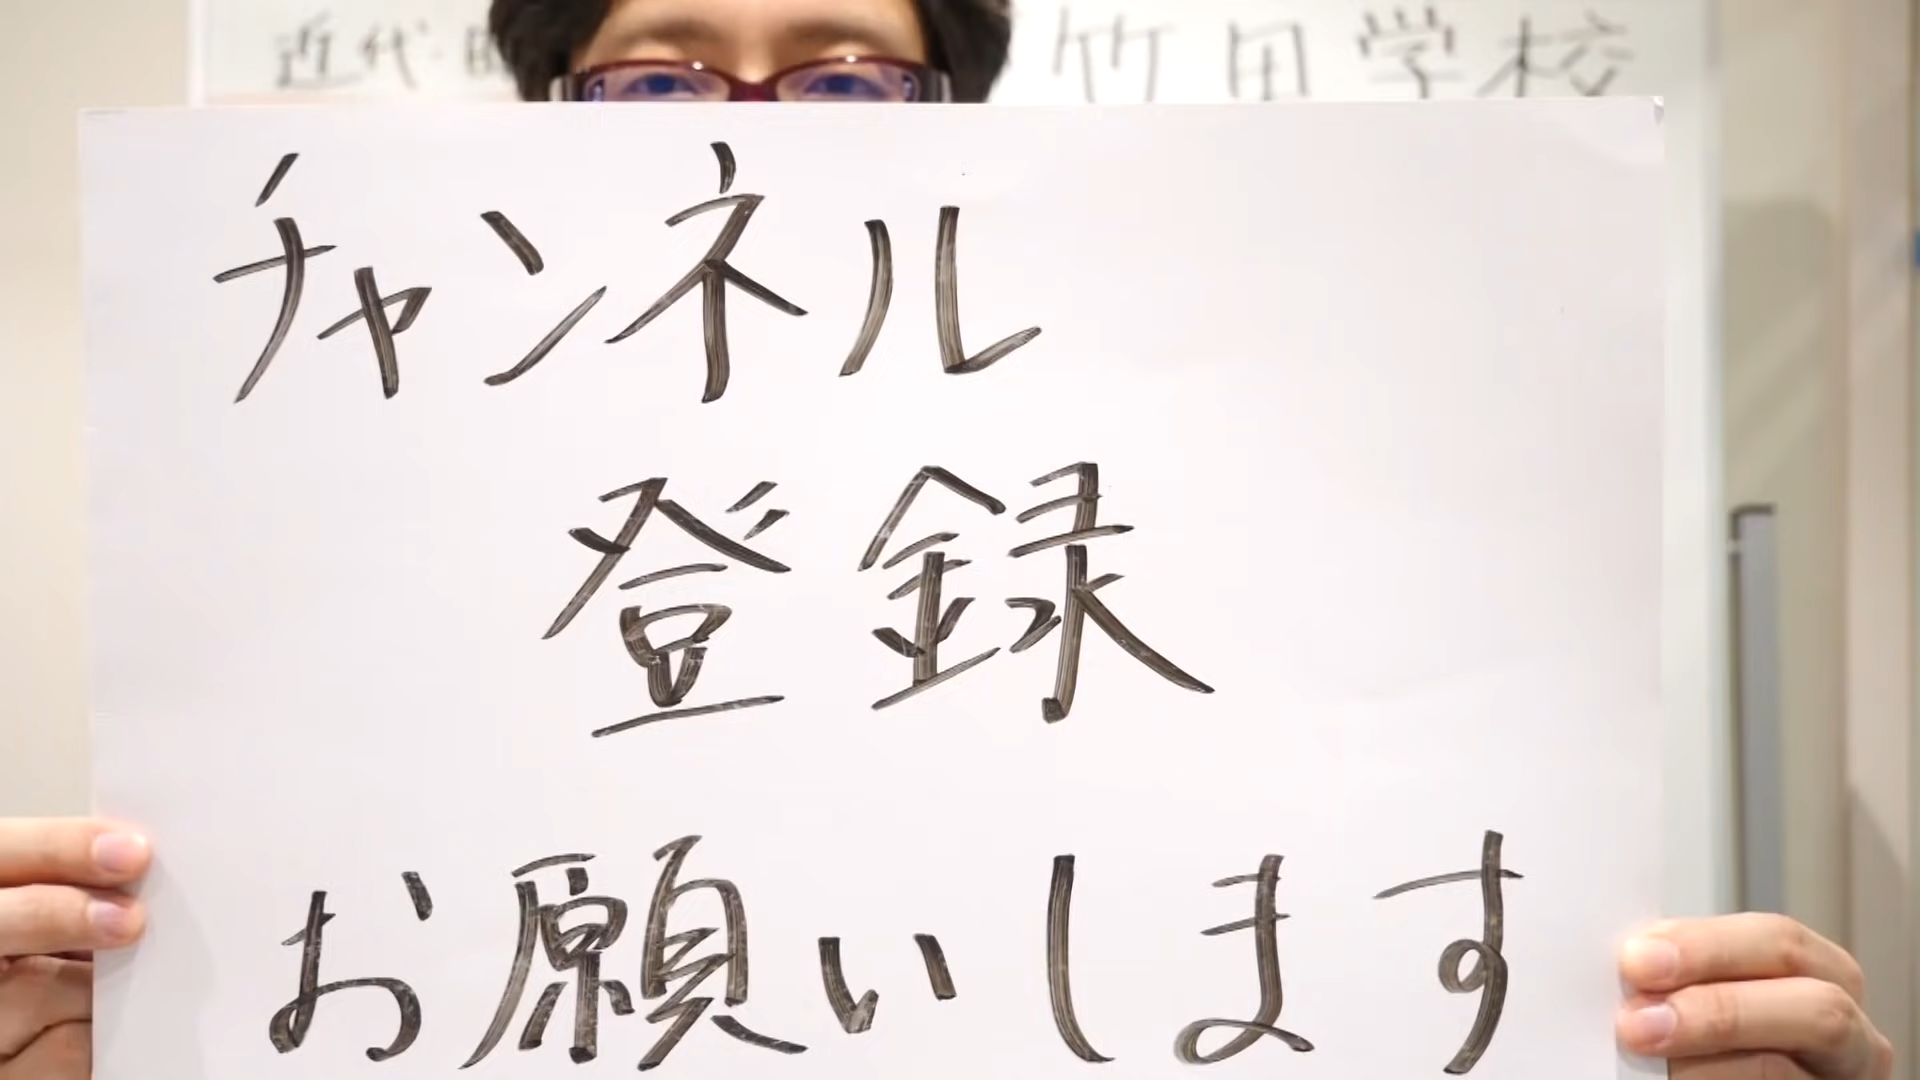 近代
竹田学校
チャンネル
登録
お願いします